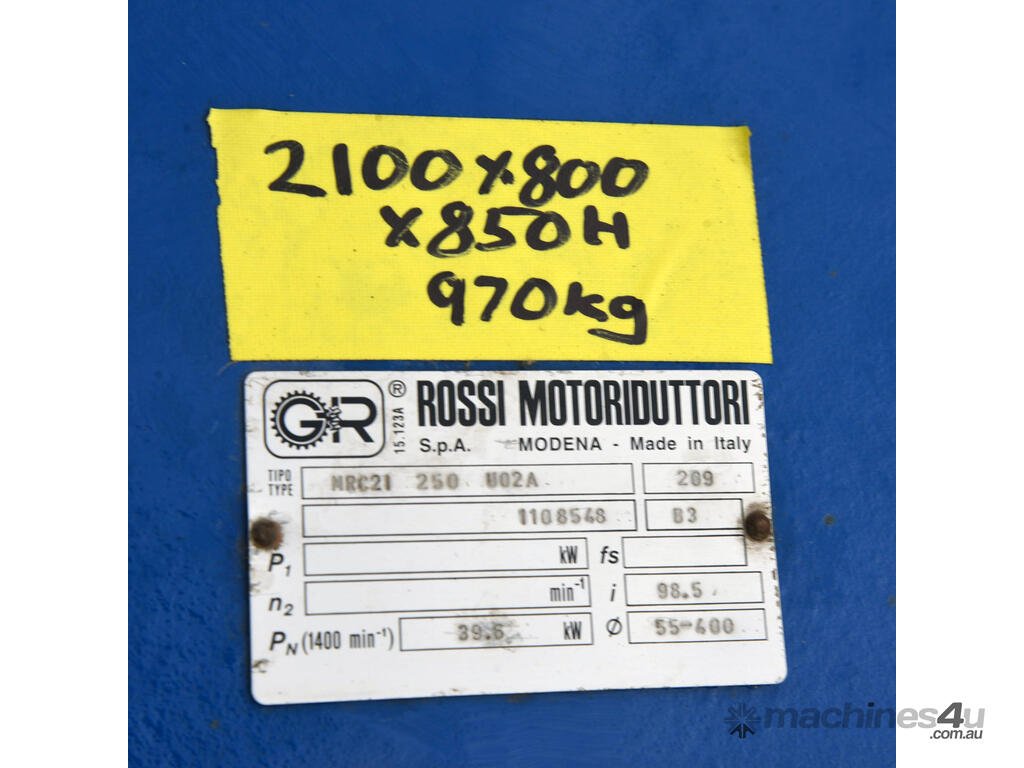 2100x800
x850H
970kg
GR ® ROSSI MOTORIDUTTORI
15.123A S.p.A. MODENA - Made in Italy
TIPO TYPE MRC2I 250 U02A 209
1108548 B3
P1 kW fs
n2 min-1 i 98.5
PN (1400 min-1) 39.6 kW Ø 55-400
machines4u
.com.au